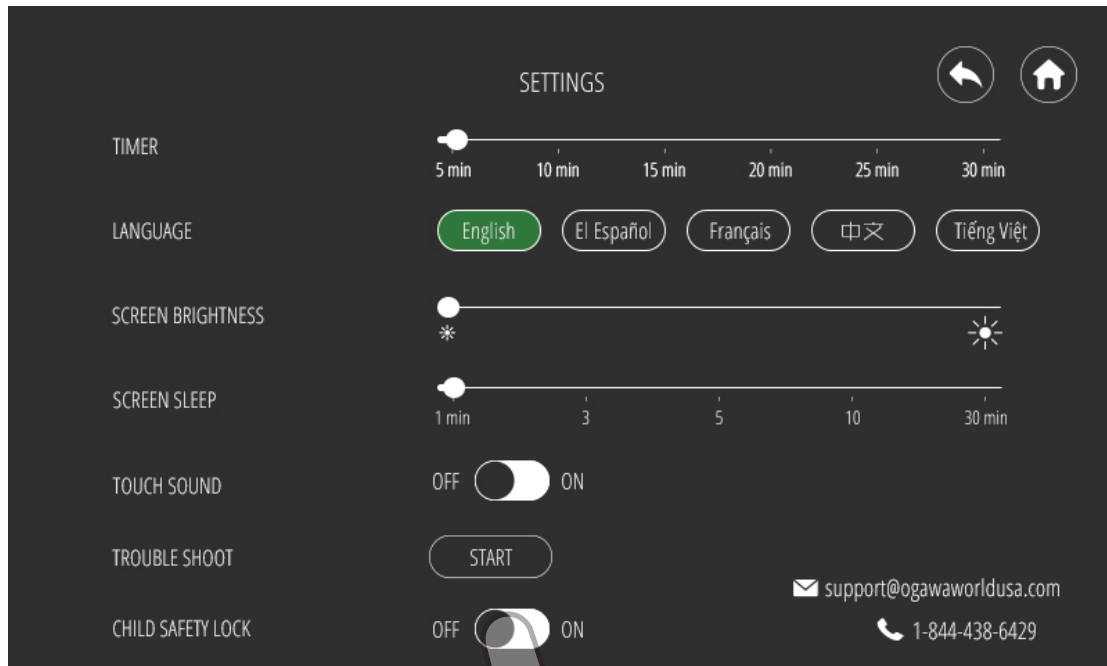 SETTINGS
TIMER
5 min 10 min 15 min 20 min 25 min 30 min
LANGUAGE English El Español Français 中文 Tiếng Việt
SCREEN BRIGHTNESS
SCREEN SLEEP
1 min 3 5 10 30 min
TOUCH SOUND OFF ON
TROUBLE SHOOT START
support@ogawaworldusa.com
CHILD SAFETY LOCK OFF ON 1-844-438-6429